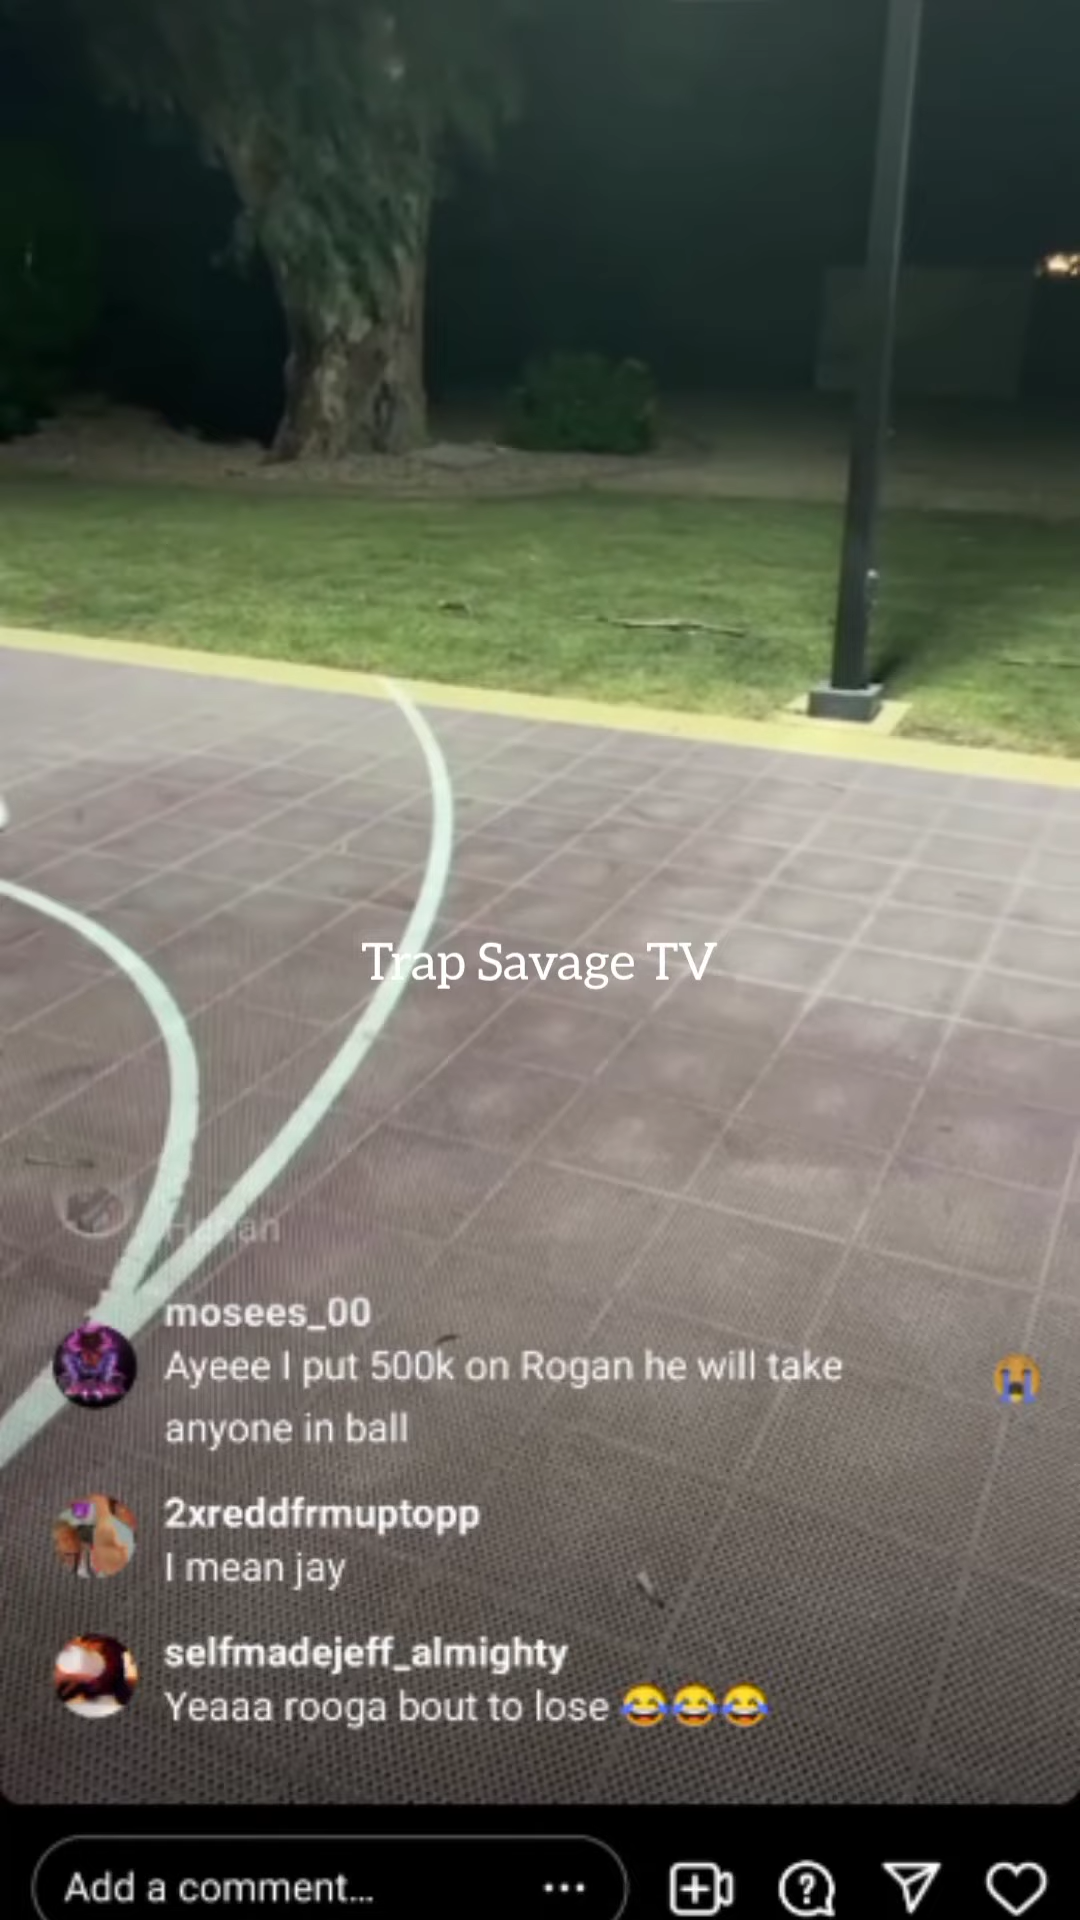 Trap Savage TV
Hahah
mosees_00
Ayeee I put 500k on Rogan he will take
anyone in ball
2xreddfrmuptopp
I mean jay
selfmadejeff_almighty
Yeaaa rooga bout to lose 😂😂😂
Add a comment...